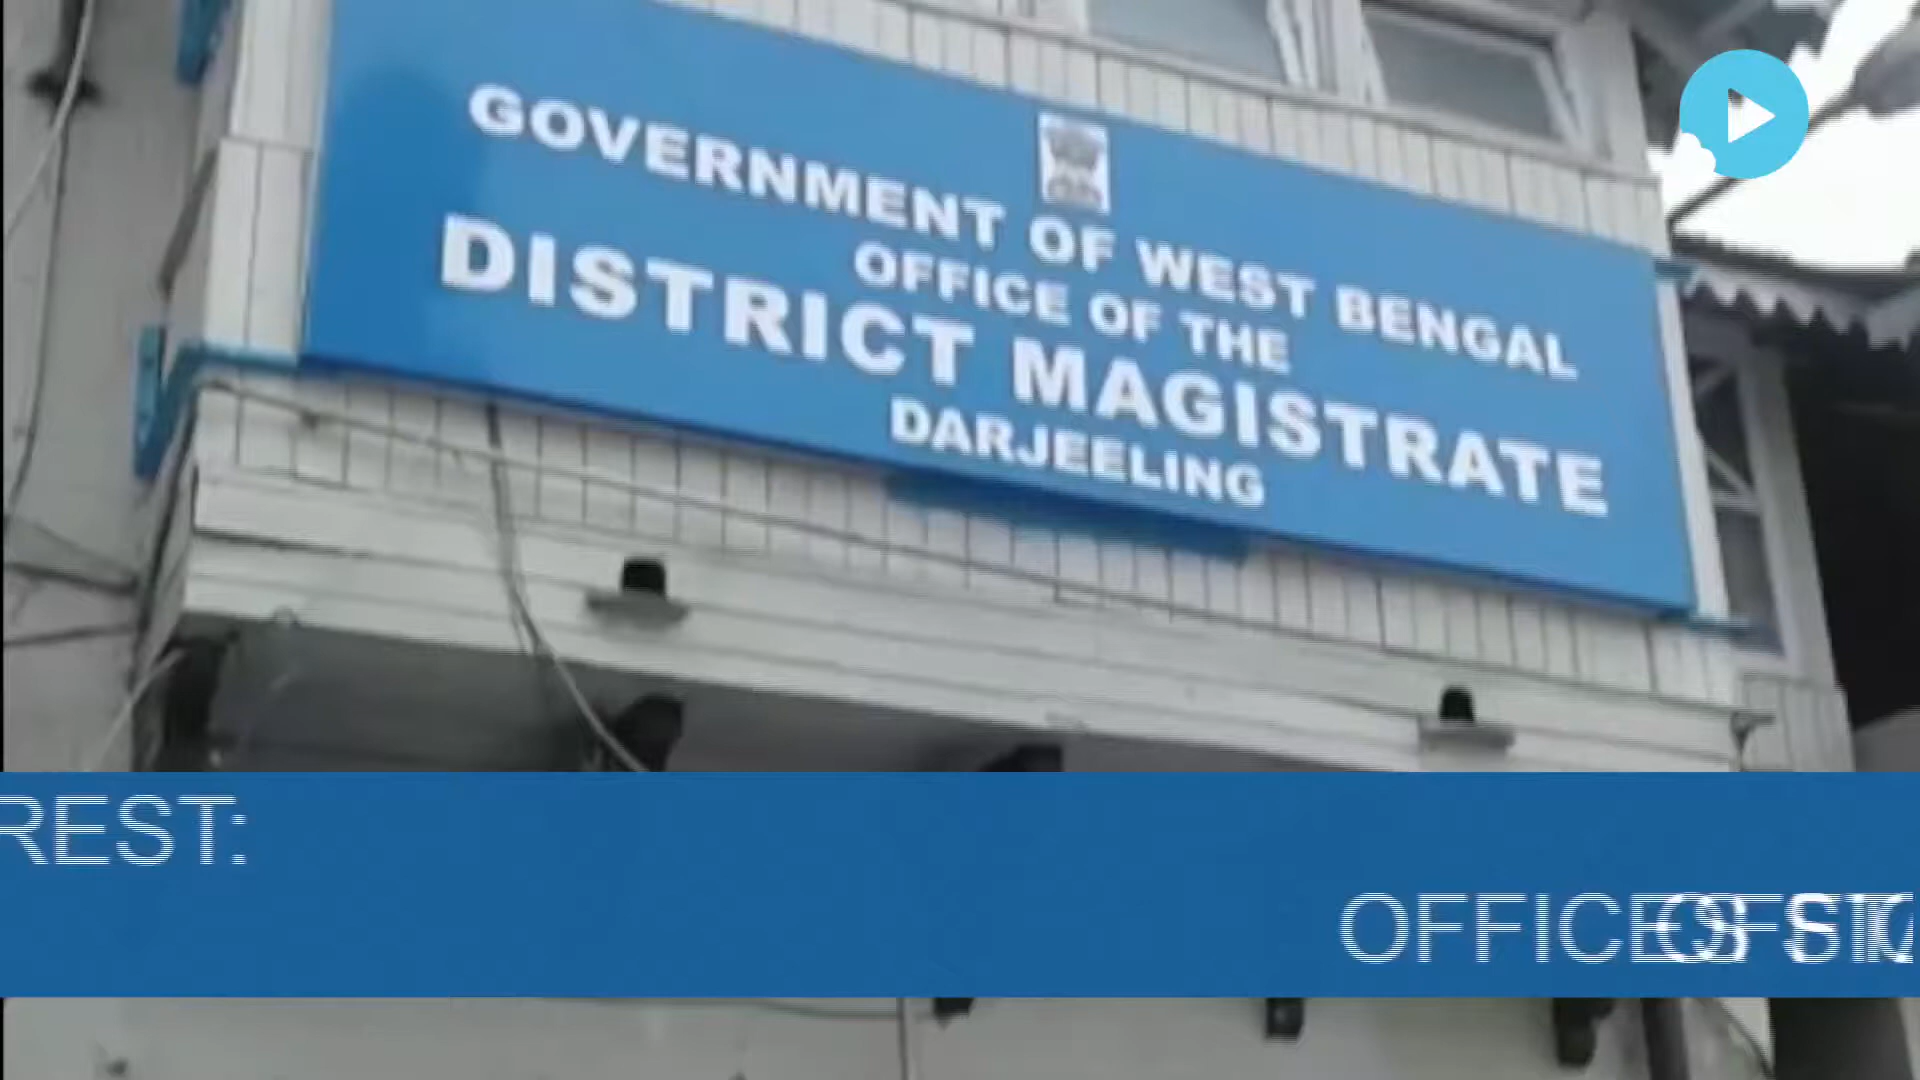 GOVERNMENT OF WEST BENGAL
OFFICE OF THE
DISTRICT MAGISTRATE
DARJEELING
REST: